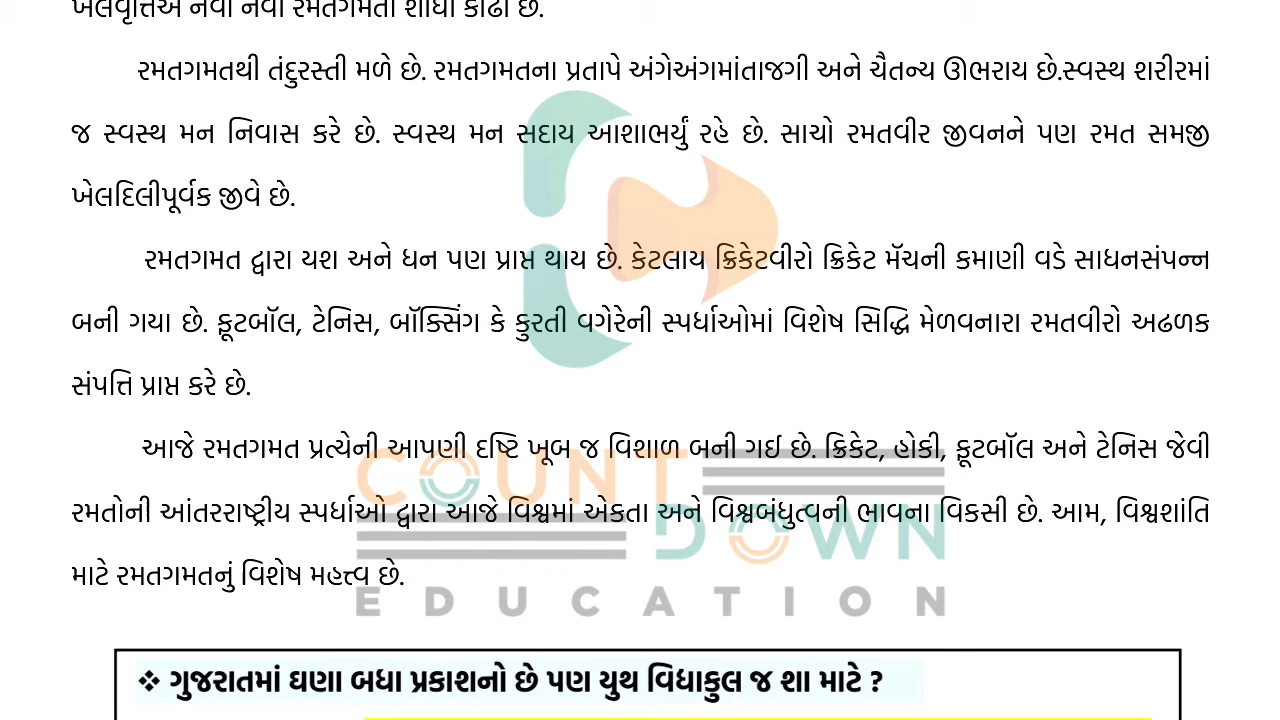 ખેલવૃત્તિએ નવી નવી રમતગમતો શોધી કાઢી છે.
રમતગમતથી તંદુરસ્તી મળે છે. રમતગમતના પ્રતાપે અંગેઅંગમાંતાજગી અને ચૈતન્ય ઊભરાય છે.સ્વસ્થ શરીરમાં
જ સ્વસ્થ મન નિવાસ કરે છે. સ્વસ્થ મન સદાય આશાભર્યું રહે છે. સાચો રમતવીર જીવનને પણ રમત સમજી
ખેલદિલીપૂર્વક જીવે છે.
રમતગમત દ્વારા યશ અને ધન પણ પ્રાપ્ત થાય છે. કેટલાય ક્રિકેટવીરો ક્રિકેટ મૅચની કમાણી વડે સાધનસંપન્ન
બની ગયા છે. ફૂટબૉલ, ટેનિસ, બૉક્સિંગ કે કુસ્તી વગેરેની સ્પર્ધાઓમાં વિશેષ સિદ્ધિ મેળવનારા રમતવીરો અઢળક
સંપત્તિ પ્રાપ્ત કરે છે.
આજે રમતગમત પ્રત્યેની આપણી દષ્ટિ ખૂબ જ વિશાળ બની ગઈ છે. ક્રિકેટ, હોકી, ફૂટબૉલ અને ટેનિસ જેવી
રમતોની આંતરરાષ્ટ્રીય સ્પર્ધાઓ દ્વારા આજે વિશ્વમાં એકતા અને વિશ્વબંધુત્વની ભાવના વિકસી છે. આમ, વિશ્વશાંતિ
માટે રમતગમતનું વિશેષ મહત્ત્વ છે.
COUNT
DOWN
EDUCATION
❖ ગુજરાતમાં ઘણા બધા પ્રકાશનો છે પણ યુથ વિદ્યાકુલ જ શા માટે ?